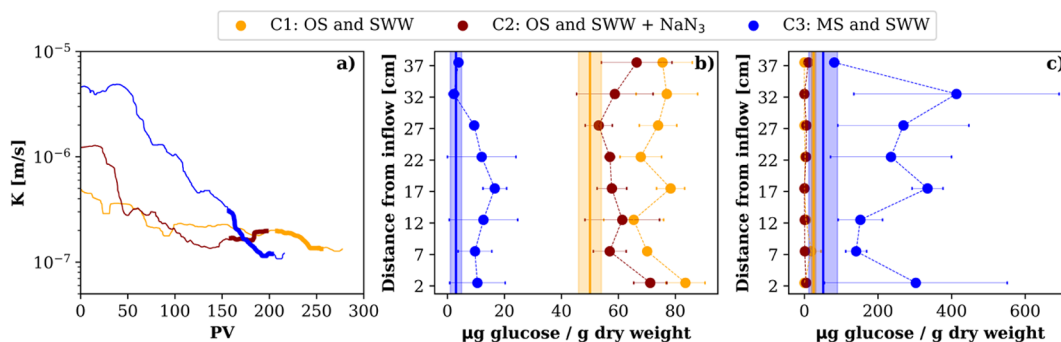 C1: OS and SWW C2: OS and SWW + NaN₃ C3: MS and SWW
a)
10⁻⁵
10⁻⁶
10⁻⁷
K [m/s]
0 50 100 150 200 250 300
PV
b)
37
32
27
22
17
12
7
2
Distance from inflow [cm]
0 20 40 60 80
μg glucose / g dry weight
c)
37
32
27
22
17
12
7
2
Distance from inflow [cm]
0 200 400 600
μg glucose / g dry weight